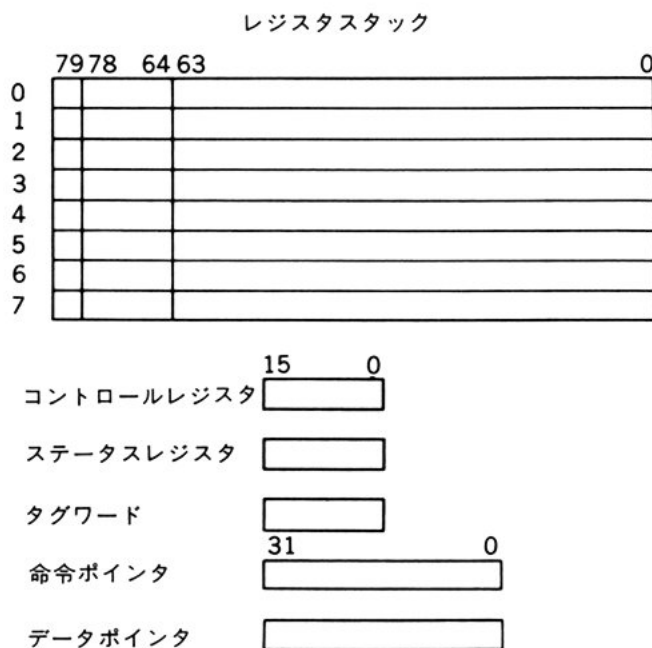 レジスタスタック
79 78 64 63 0
0
1
2
3
4
5
6
7
15 0
コントロールレジスタ
ステータスレジスタ
タグワード
31 0
命令ポインタ
データポインタ